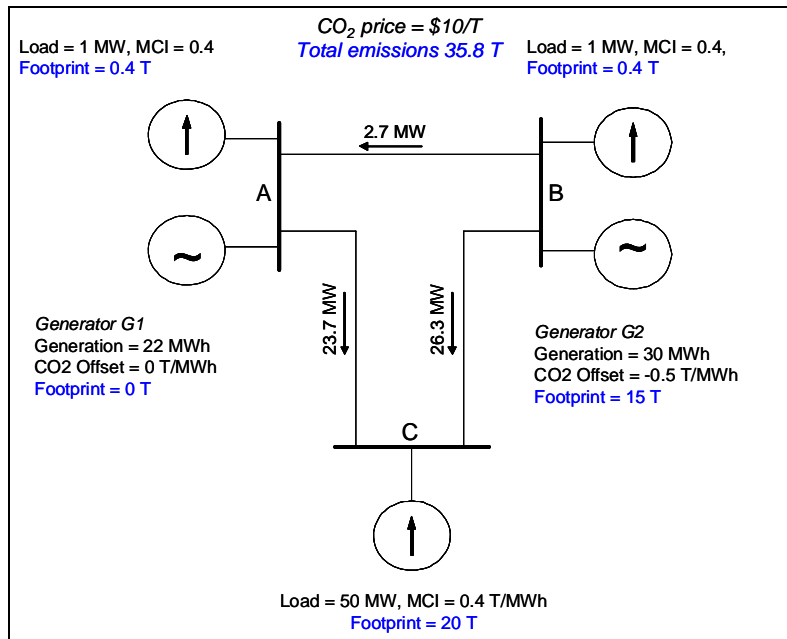 CO2 price = $10/T
Total emissions 35.8 T
Load = 1 MW, MCI = 0.4
Footprint = 0.4 T
Load = 1 MW, MCI = 0.4,
Footprint = 0.4 T
2.7 MW
A
B
~
~
23.7 MW
26.3 MW
Generator G1
Generation = 22 MWh
CO2 Offset = 0 T/MWh
Footprint = 0 T
Generator G2
Generation = 30 MWh
CO2 Offset = -0.5 T/MWh
Footprint = 15 T
C
Load = 50 MW, MCI = 0.4 T/MWh
Footprint = 20 T